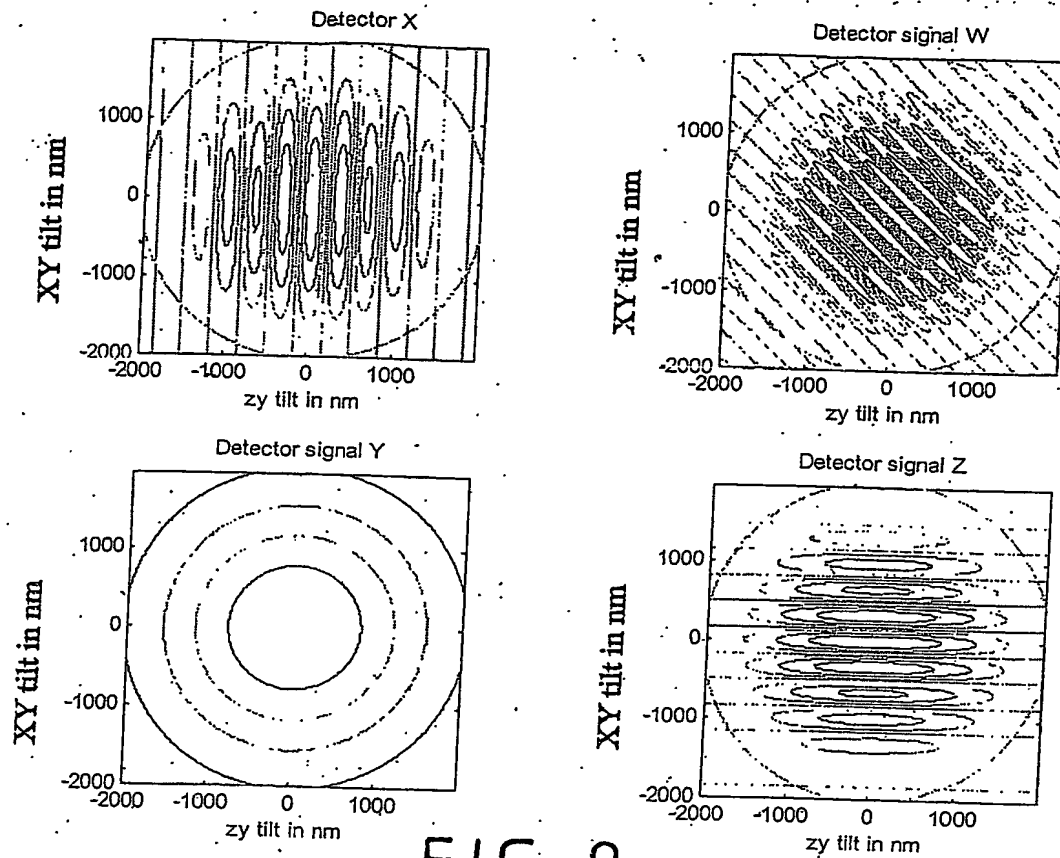 Detector X
XY tilt in nm
1000
0
-1000
-2000
-2000 -1000 0 1000
zy tilt in nm
Detector signal W
XY tilt in nm
1000
0
-1000
-2000
-2000 -1000 0 1000
zy tilt in nm
Detector signal Y
XY tilt in nm
1000
0
-1000
-2000
-2000 -1000 0 1000
zy tilt in nm
Detector signal Z
XY tilt in nm
1000
0
-1000
-2000
-2000 -1000 0 1000
zy tilt in nm